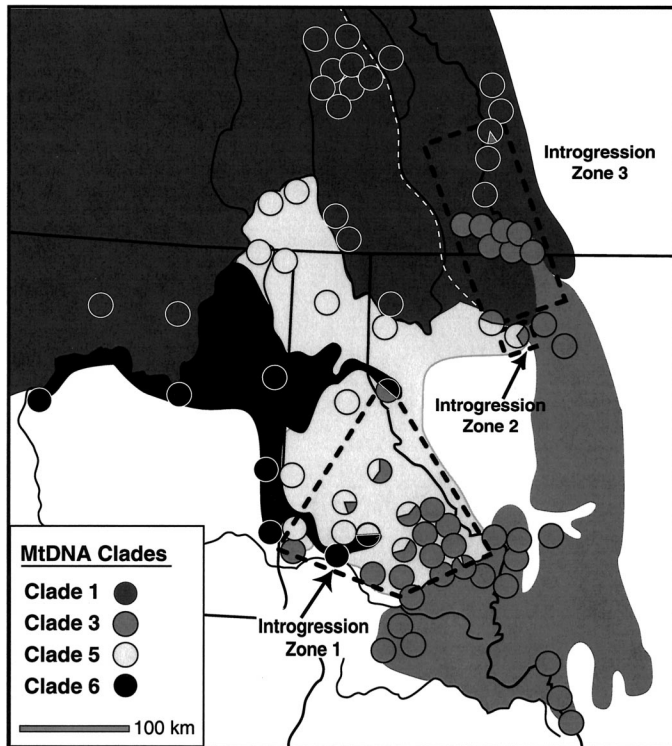 Introgression
Zone 3
Introgression
Zone 2
Introgression
Zone 1
MtDNA Clades
Clade 1
Clade 3
Clade 5
Clade 6
100 km